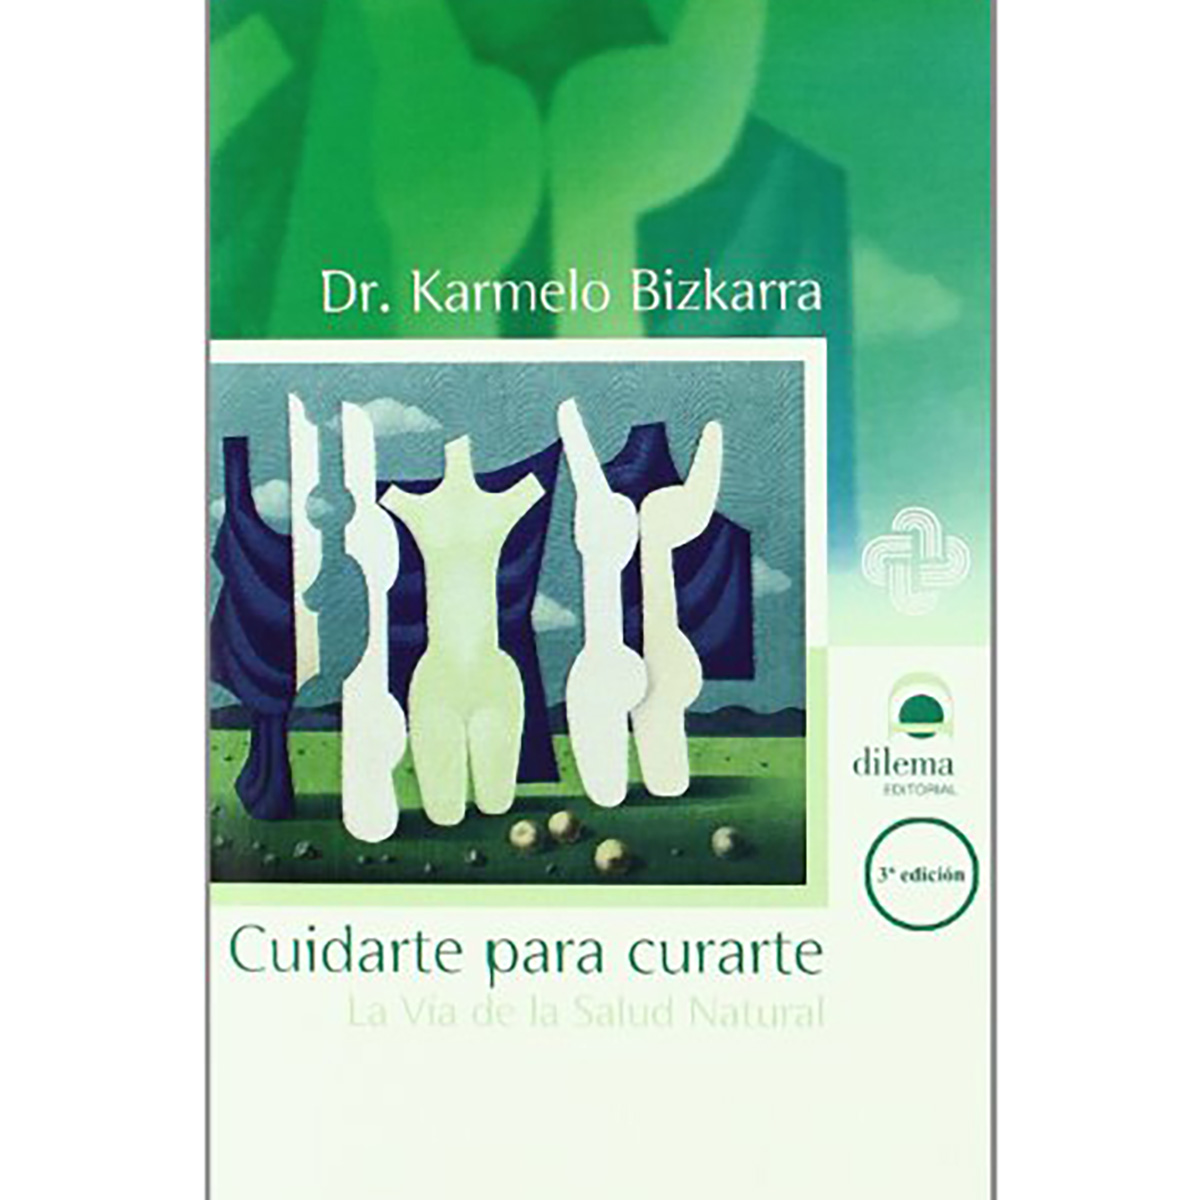 Dr. Karmelo Bizkarra
dilema
EDITORIAL
3ª edición
Cuidarte para curarte
La Vía de la Salud Natural